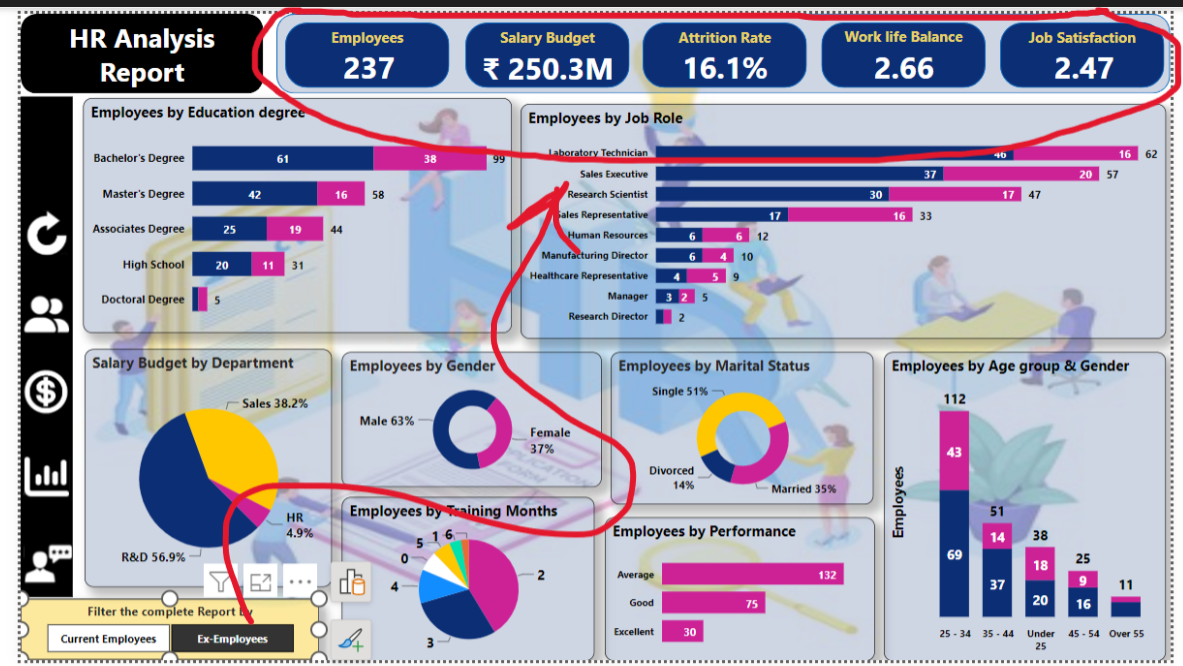 HR Analysis
Report
Employees
237
Salary Budget
₹ 250.3M
Attrition Rate
16.1%
Work life Balance
2.66
Job Satisfaction
2.47
Employees by Education degree
Bachelor's Degree 61 38 99
Master's Degree 42 16 58
Associates Degree 25 19 44
High School 20 11 31
Doctoral Degree 5
Employees by Job Role
Laboratory Technician 46 16 62
Sales Executive 37 20 57
Research Scientist 30 17 47
Sales Representative 17 16 33
Human Resources 6 6 12
Manufacturing Director 6 4 10
Healthcare Representative 4 5 9
Manager 3 2 5
Research Director 2
Salary Budget by Department
Sales 38.2%
HR
4.9%
R&D 56.9%
Employees by Gender
Male 63%
Female
37%
Employees by Marital Status
Single 51%
Divorced
14%
Married 35%
Employees by Age group & Gender
Employees
112
43
69
51
14
37
38
18
20
25
9
16
11
25 - 34
35 - 44
Under
25
45 - 54
Over 55
Employees by Training Months
5 1 6
0
4
3
2
Employees by Performance
Average 132
Good 75
Excellent 30
Filter the complete Report by
Current Employees
Ex-Employees